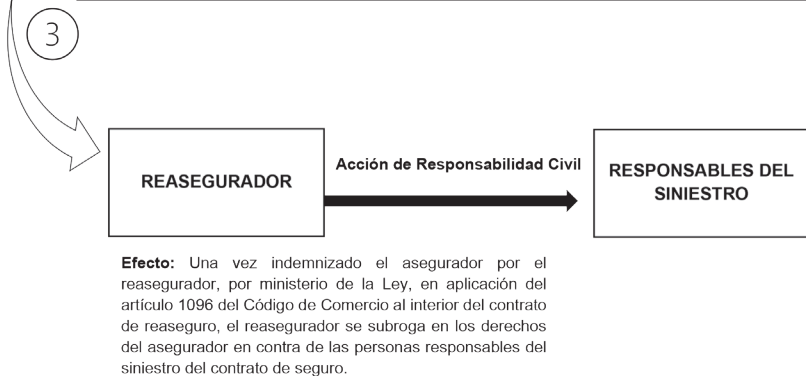 3
REASEGURADOR
Acción de Responsabilidad Civil
RESPONSABLES DEL
SINIESTRO
Efecto: Una vez indemnizado el asegurador por el
reasegurador, por ministerio de la Ley, en aplicación del
artículo 1096 del Código de Comercio al interior del contrato
de reaseguro, el reasegurador se subroga en los derechos
del asegurador en contra de las personas responsables del
siniestro del contrato de seguro.